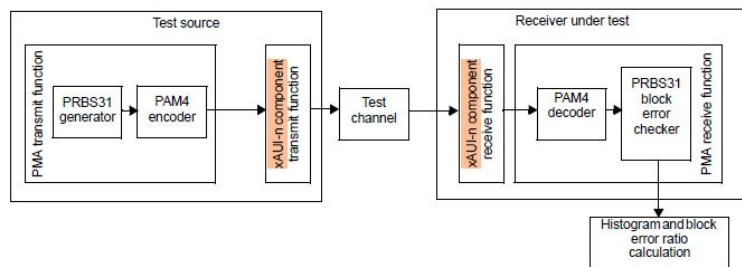 Test source
Receiver under test
PMA transmit function
PRBS31
generator
PAM4
encoder
xAUI-n component
transmit function
Test
channel
xAUI-n component
receive function
PAM4
decoder
PRBS31
block
error
checker
PMA receive function
Histogram and block
error ratio
calculation